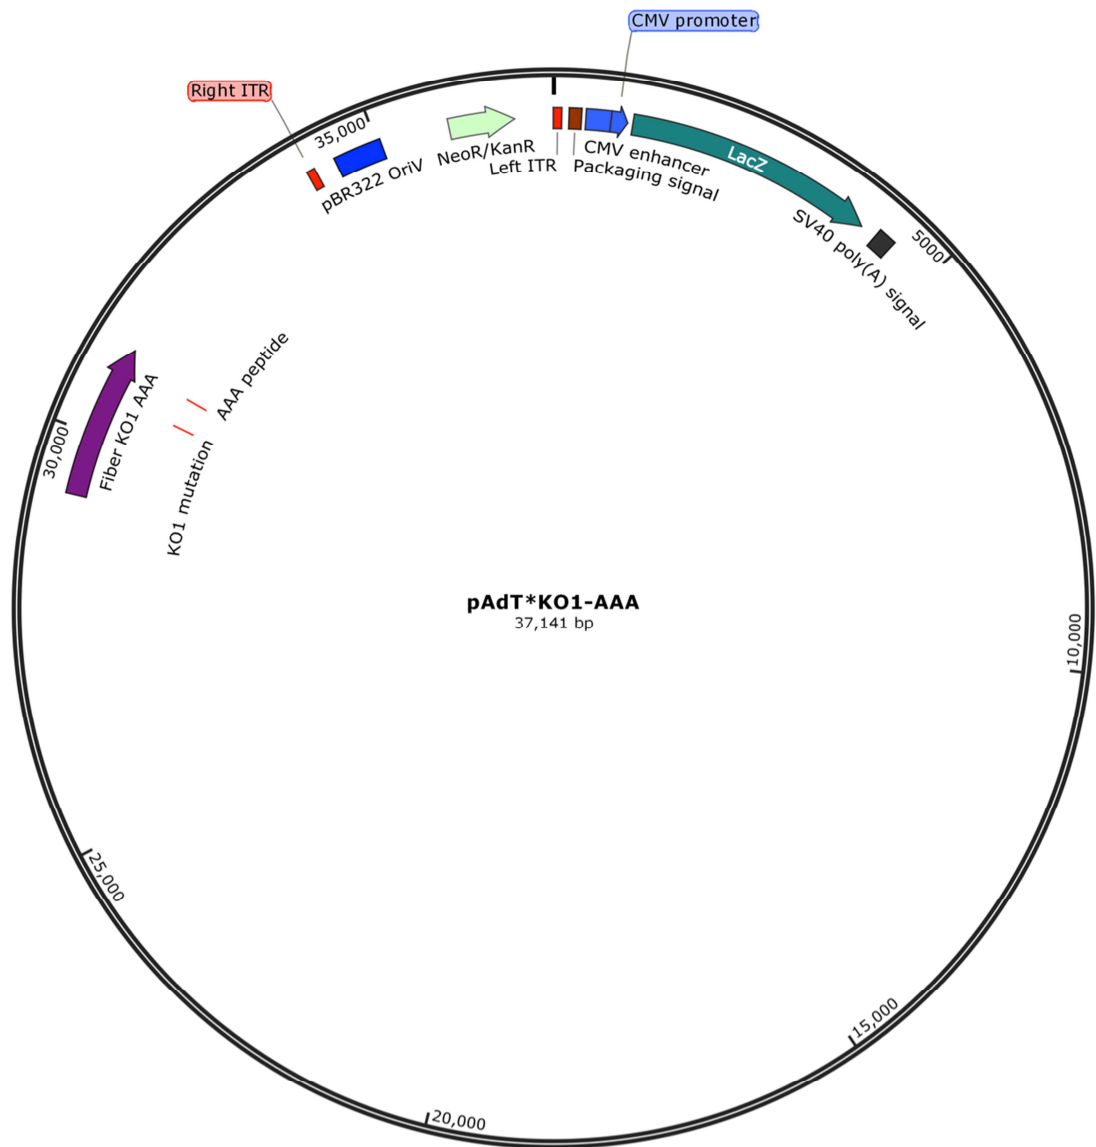 CMV promoter
Right ITR
35,000
pBR322 OriV
NeoR/KanR
Left ITR
CMV enhancer
Packaging signal
LacZ
SV40 poly(A) signal
5000
AAA peptide
Fiber KO1 AAA
30,000
KO1 mutation
pAdT*KO1-AAA
37,141 bp
10,000
25,000
15,000
20,000